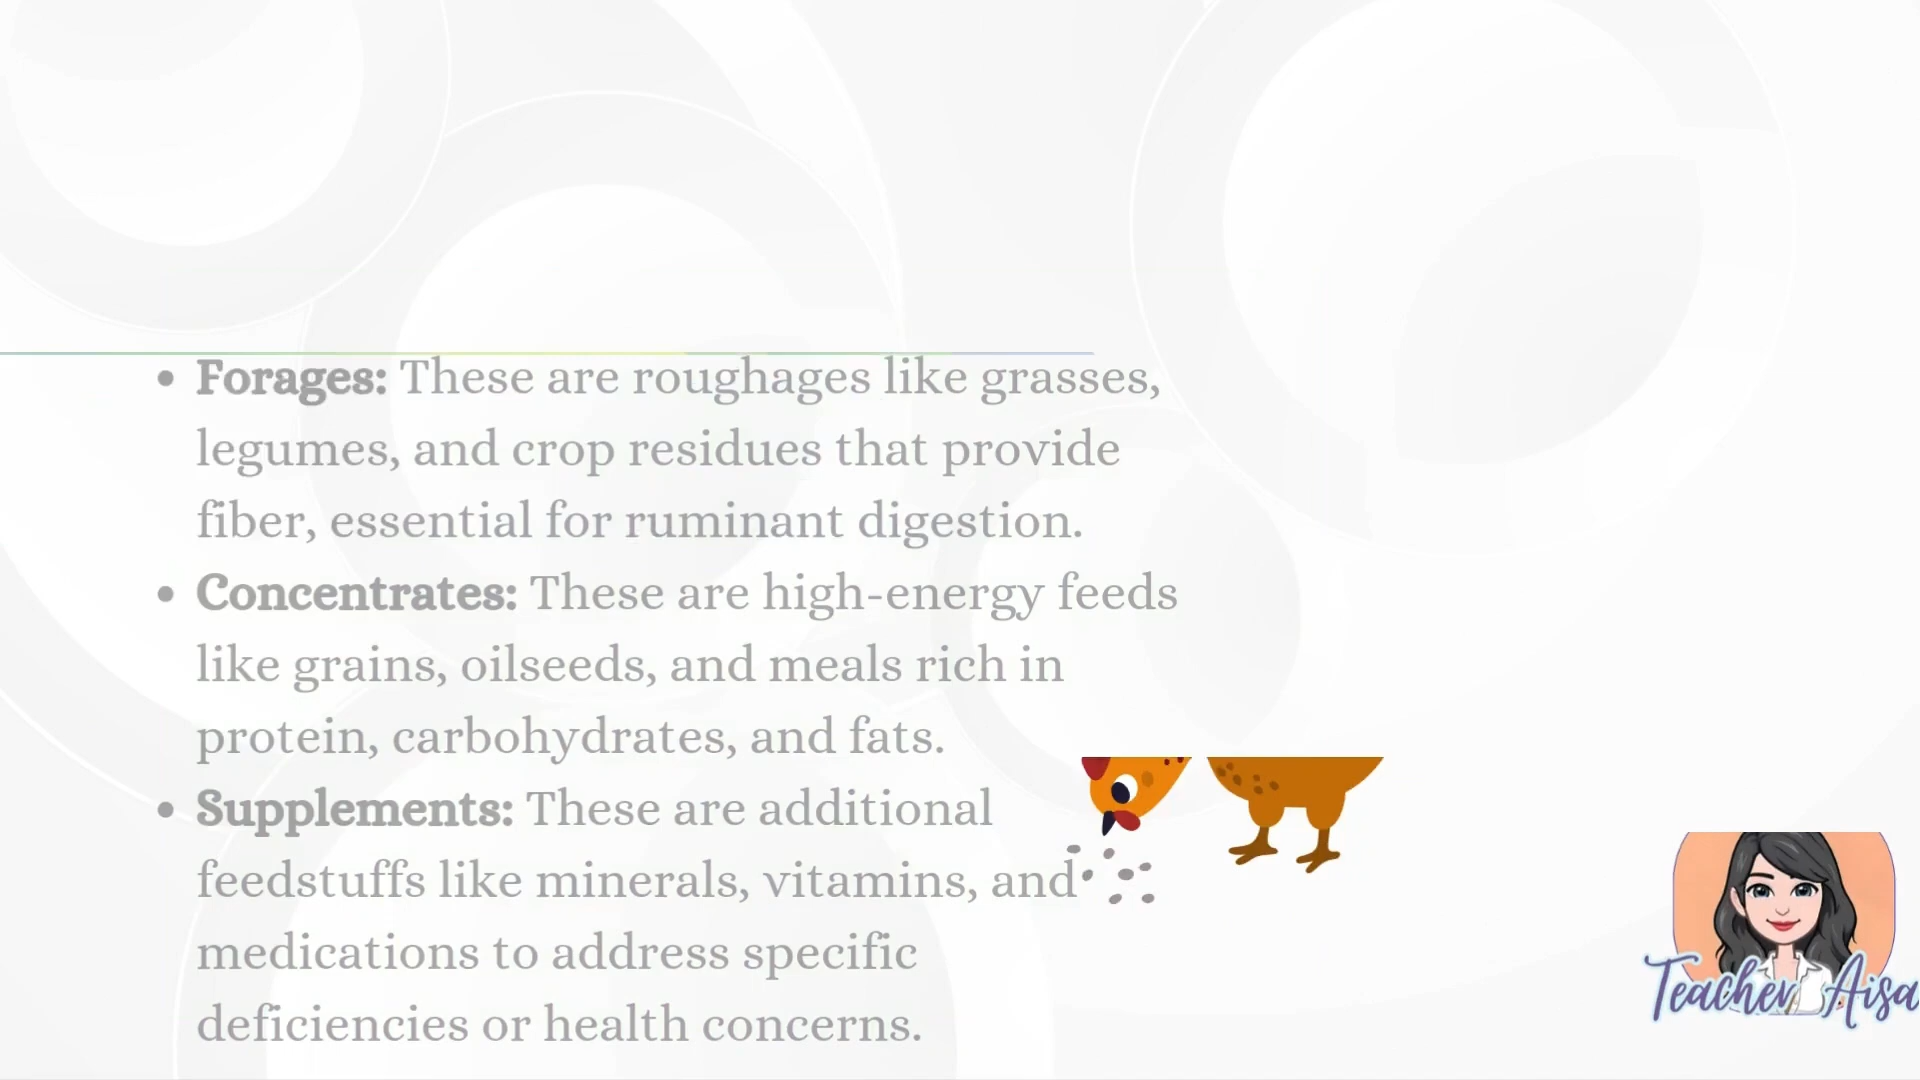 • Forages: These are roughages like grasses,
legumes, and crop residues that provide
fiber, essential for ruminant digestion.
• Concentrates: These are high-energy feeds
like grains, oilseeds, and meals rich in
protein, carbohydrates, and fats.
• Supplements: These are additional
feedstuffs like minerals, vitamins, and
medications to address specific
deficiencies or health concerns.
Teacher Aisa